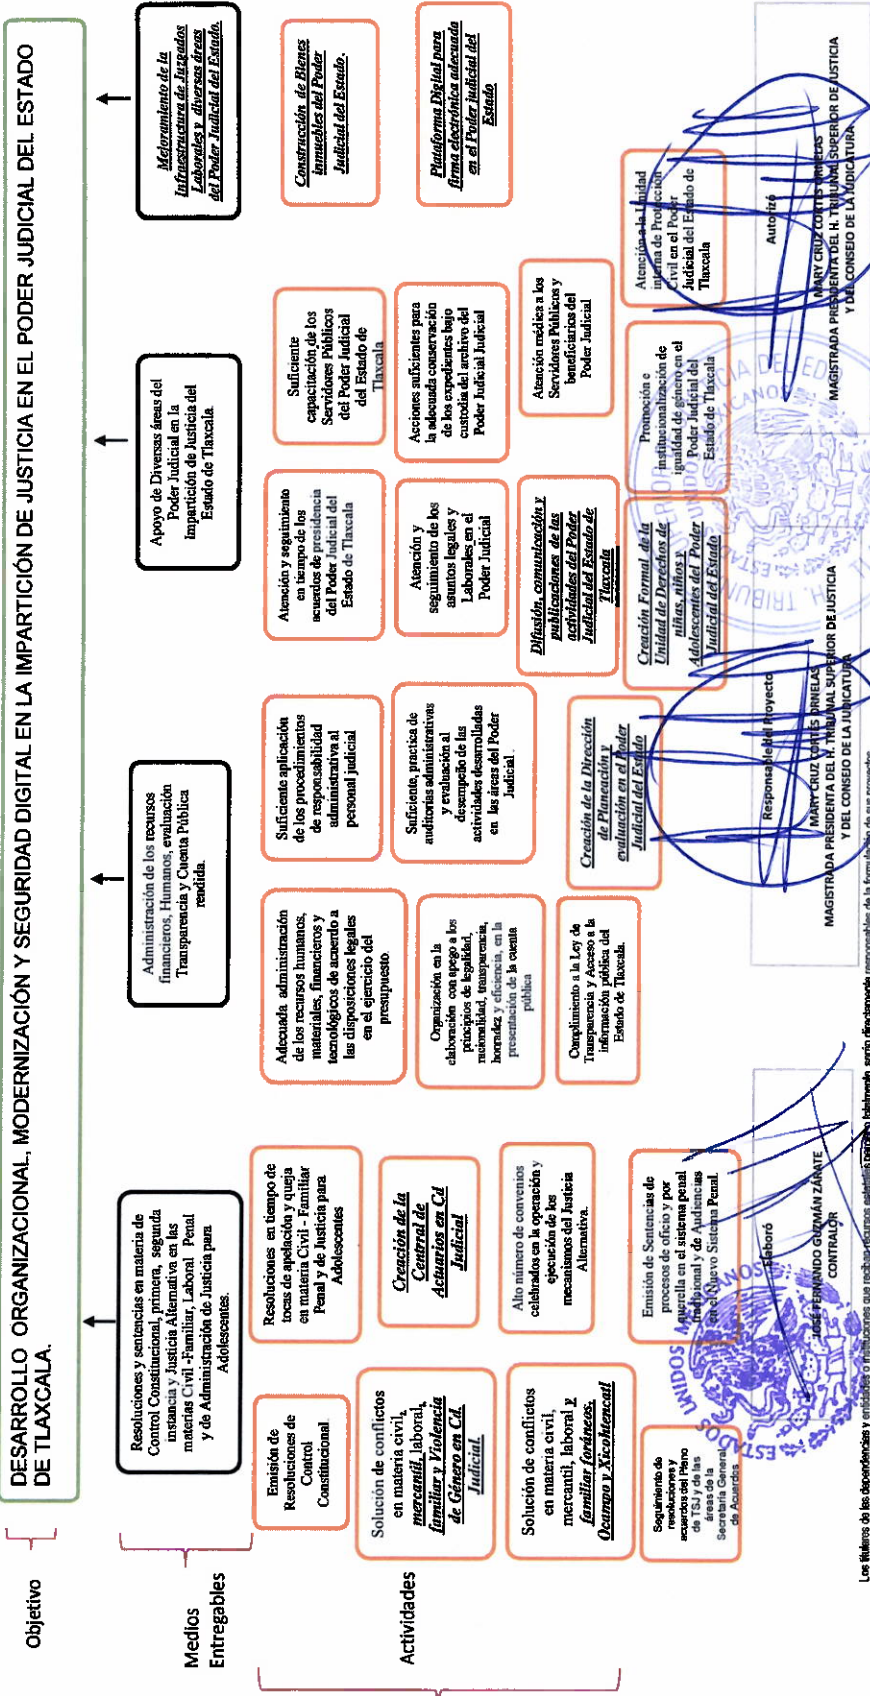 DESARROLLO ORGANIZACIONAL, MODERNIZACIÓN Y SEGURIDAD DIGITAL EN LA IMPARTICIÓN DE JUSTICIA EN EL PODER JUDICIAL DEL ESTADO
DE TLAXCALA.
Objetivo
Medios
Entregables
Resoluciones y sentencias en materia de
Control Constitucional, primera, segunda
instancia y Justicia Alternativa en las
materias Civil -Familiar, Laboral Penal
y de Administración de Justicia para
Adolescentes.
Administración de los recursos
financieros, Humanos, evaluación
Transparencia y Cuenta Pública
rendida.
Apoyo de Diversas áreas del
Poder Judicial en la
Impartición de Justicia del
Estado de Tlaxcala.
Mejoramiento de la
Infraestructura de Juzgados
Laborales y diversas áreas
del Poder Judicial del Estado.
Actividades
Emisión de
Resoluciones de
Control
Constitucional
Resoluciones en tiempo de
tocas de apelación y queja
en materia Civil - Familiar
Penal y de Justicia para
Adolescentes
Solución de conflictos
en materia civil,
mercantil, laboral,
familiar y Violencia
de Género en Cd.
Judicial.
Creación de la
Central de
Actuarios en Cd
Judicial
Solución de conflictos
en materia civil,
mercantil, laboral y
familiar foráneos,
Ocampo y Xicohtencatl
Alto número de convenios
celebrados en la operación y
ejecución de los
mecanismos del Justicia
Alternativa.
Seguimiento de
resoluciones y
acuerdos del Pleno
de TSJ y de las
áreas de la
Secretaría General
de Acuerdos
Emisión de Sentencias de
procesos de oficio y por
querella en el sistema penal
tradicional y de Audiencias
en el Nuevo Sistema Penal.
Adecuada administración
de los recursos humanos,
materiales, financieros y
tecnológicos de acuerdo a
las disposiciones legales
en el ejercicio del
presupuesto.
Suficiente aplicación
de los procedimientos
de responsabilidad
administrativa al
personal judicial
Organización en la
elaboración con apego a los
principios de legalidad,
racionalidad, transparencia,
honradez y eficiencia, en la
presentación de la cuenta
pública
Suficiente, practica de
auditorias administrativas
y evaluación al
desempeño de las
actividades desarrolladas
en las áreas del Poder
Judicial.
Cumplimiento a la Ley de
Transparencia y Acceso a la
información pública del
Estado de Tlaxcala.
Creación de la Dirección
de Planeación y
evaluación en el Poder
Judicial del Estado
Atención y seguimiento
en tiempo de los
acuerdos de presidencia
del Poder Judicial del
Estado de Tlaxcala
Suficiente
capacitación de los
Servidores Públicos
del Poder Judicial
del Estado de
Tlaxcala
Atención y
seguimiento de los
asuntos legales y
Laborales en el
Poder Judicial
Acciones suficientes para
la adecuada conservación
de los expedientes bajo
custodia del archivo del
Poder Judicial Judicial
Difusión, comunicación y
publicaciones de las
actividades del Poder
Judicial del Estado de
Tlaxcala
Atención médica a los
Servidores Públicos y
beneficiarios del
Poder Judicial
Creación Formal de la
Unidad de Derechos de
niñas, niños y
Adolescentes del Poder
Judicial del Estado
Promoción e
institucionalización de
igualdad de género en el
Poder Judicial del
Estado de Tlaxcala
Atención a la Unidad
interna de Protección
Civil en el Poder
Judicial del Estado de
Tlaxcala
Construcción de Bienes
inmuebles del Poder
Judicial del Estado.
Plataforma Digital para
firma electrónica adecuada
en el Poder judicial del
Estado
Elaboró
JOSÉ FERNANDO GUZMÁN ZÁRATE
CONTRALOR
Responsable del Proyecto
MARY CRUZ CORTÉS ORNELAS
MAGISTRADA PRESIDENTA DEL H. TRIBUNAL SUPERIOR DE JUSTICIA
Y DEL CONSEJO DE LA JUDICATURA
Autorizó
MARY CRUZ CORTÉS ORNELAS
MAGISTRADA PRESIDENTA DEL H. TRIBUNAL SUPERIOR DE JUSTICIA
Y DEL CONSEJO DE LA JUDICATURA
ESTADOS UNIDOS
Los titulares de las dependencias y entidades o instituciones que reciban recursos estatales serán directamente responsables de la formulación de sus proyectos